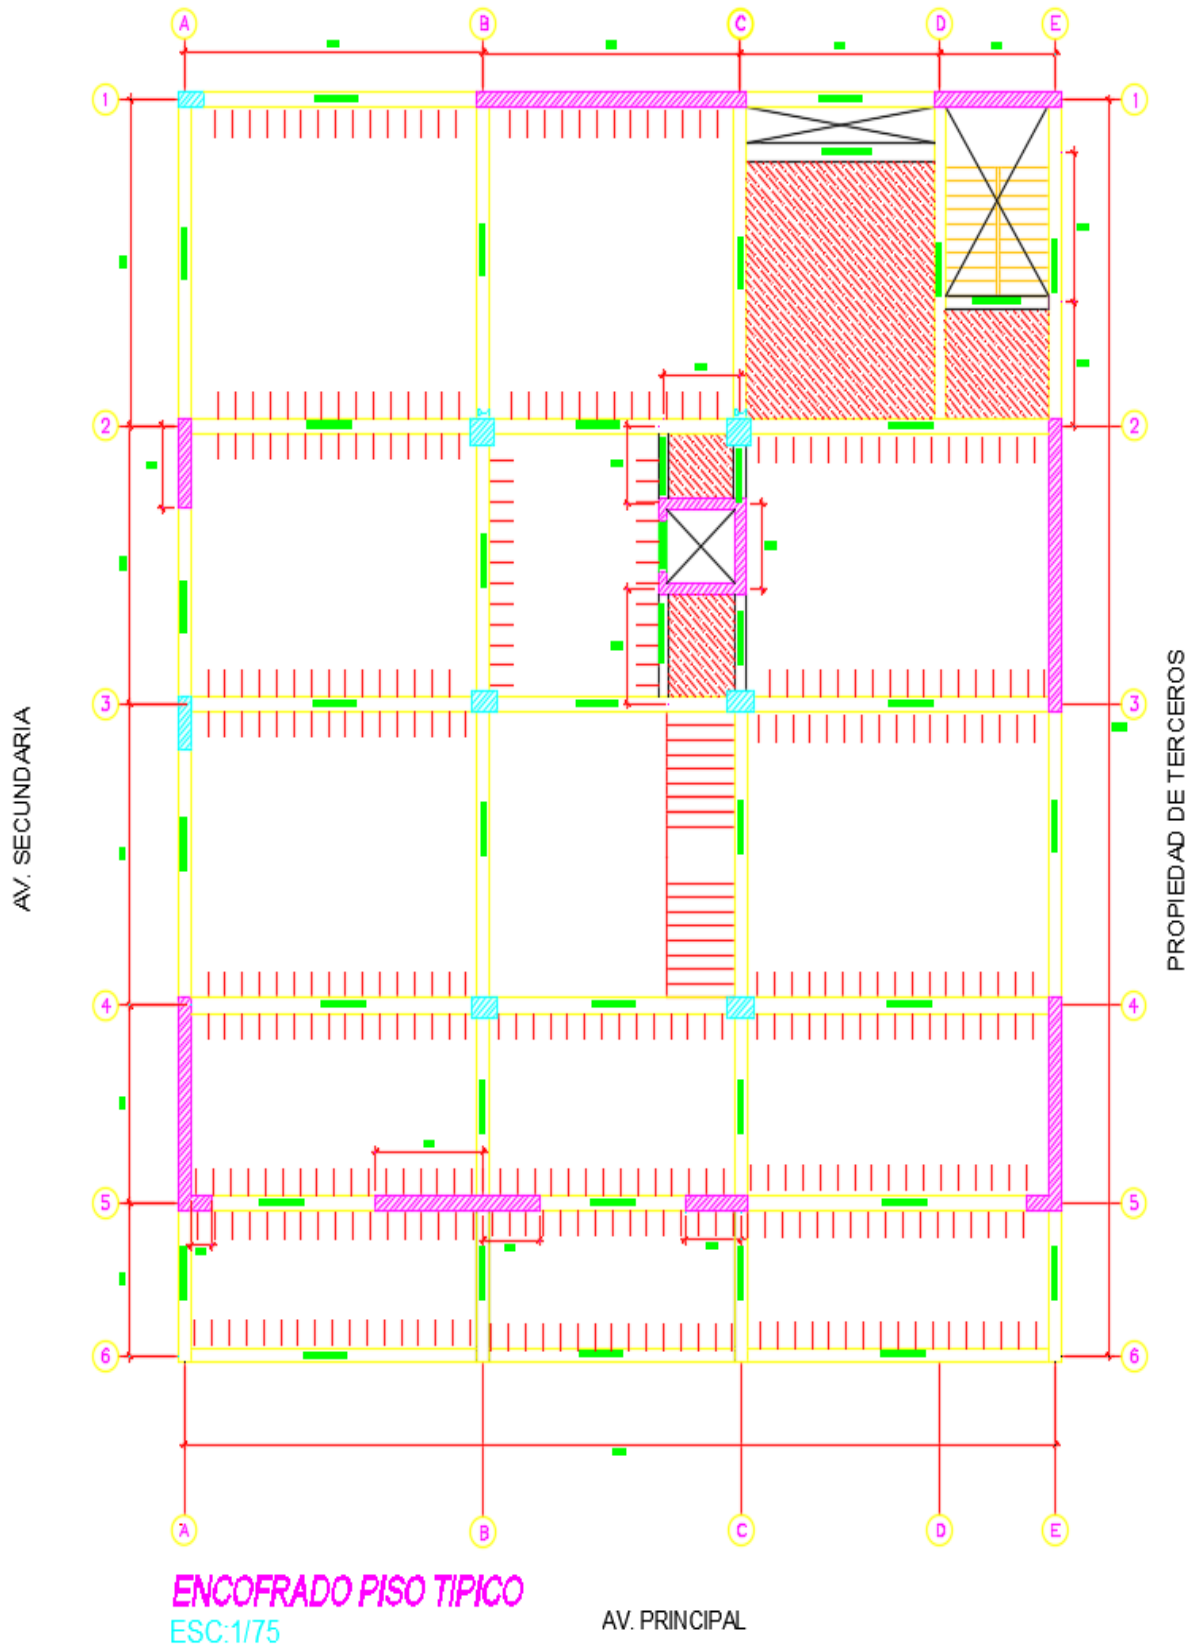 A B C D E
1 1
2 2
3 3
AV. SECUNDARIA
PROPIEDAD DE TERCEROS
4 4
5 5
6 6
A B C D E
ENCOFRADO PISO TIPICO
ESC:1/75
AV. PRINCIPAL